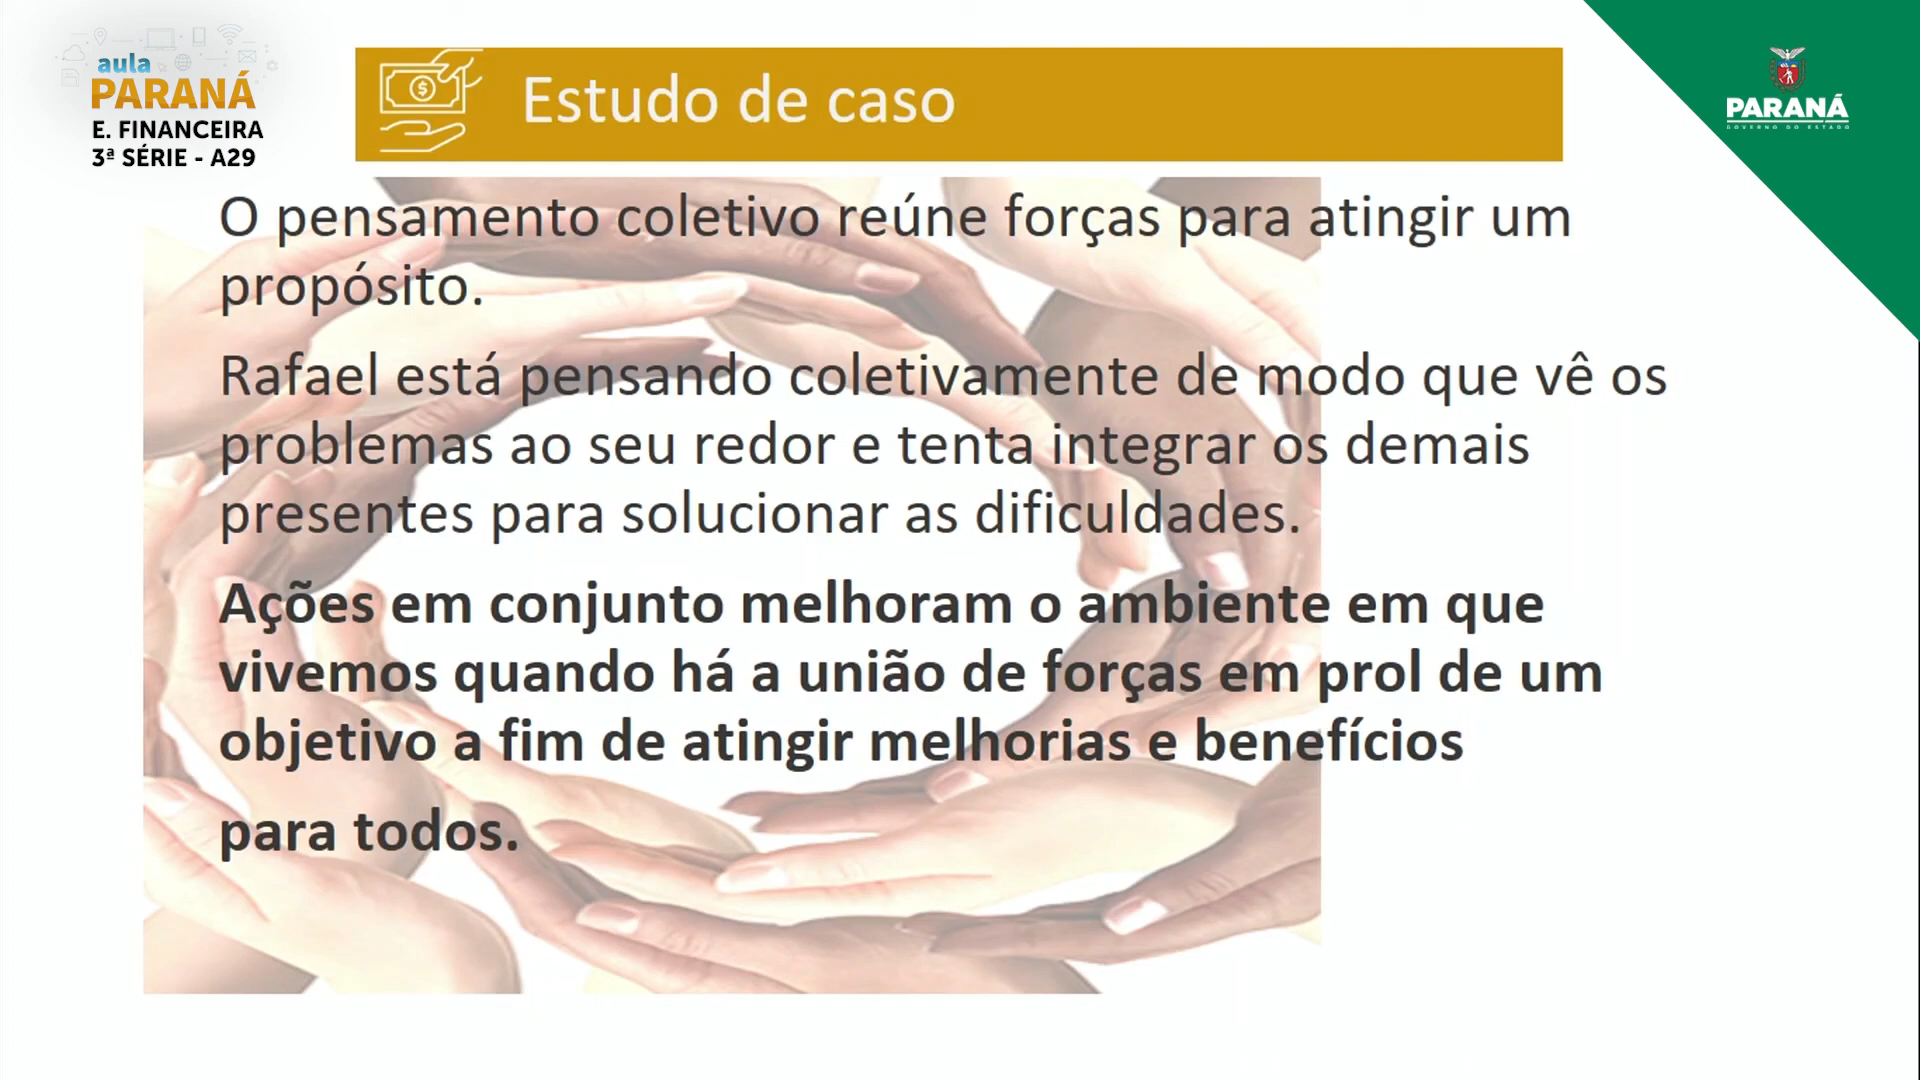 aula
PARANÁ
E. FINANCEIRA
3ª SÉRIE - A29
Estudo de caso
PARANÁ
GOVERNO DO ESTADO
O pensamento coletivo reúne forças para atingir um
propósito.
Rafael está pensando coletivamente de modo que vê os
problemas ao seu redor e tenta integrar os demais
presentes para solucionar as dificuldades.
Ações em conjunto melhoram o ambiente em que
vivemos quando há a união de forças em prol de um
objetivo a fim de atingir melhorias e benefícios
para todos.